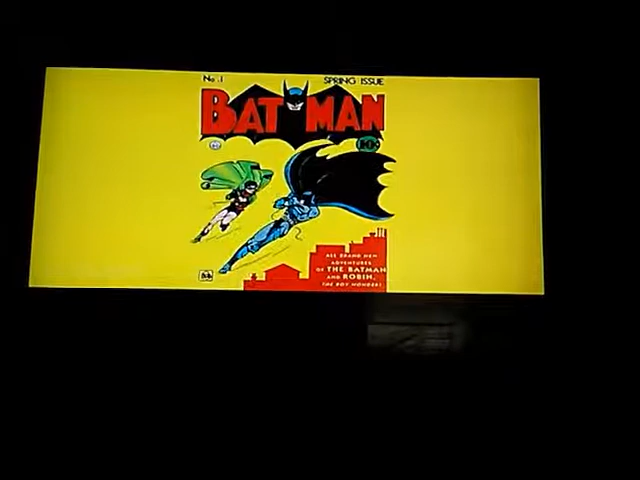 No. 1 SPRING ISSUE
BATMAN
10¢
ALL BRAND NEW
ADVENTURES
OF THE BATMAN
AND ROBIN,
THE BOY WONDER!